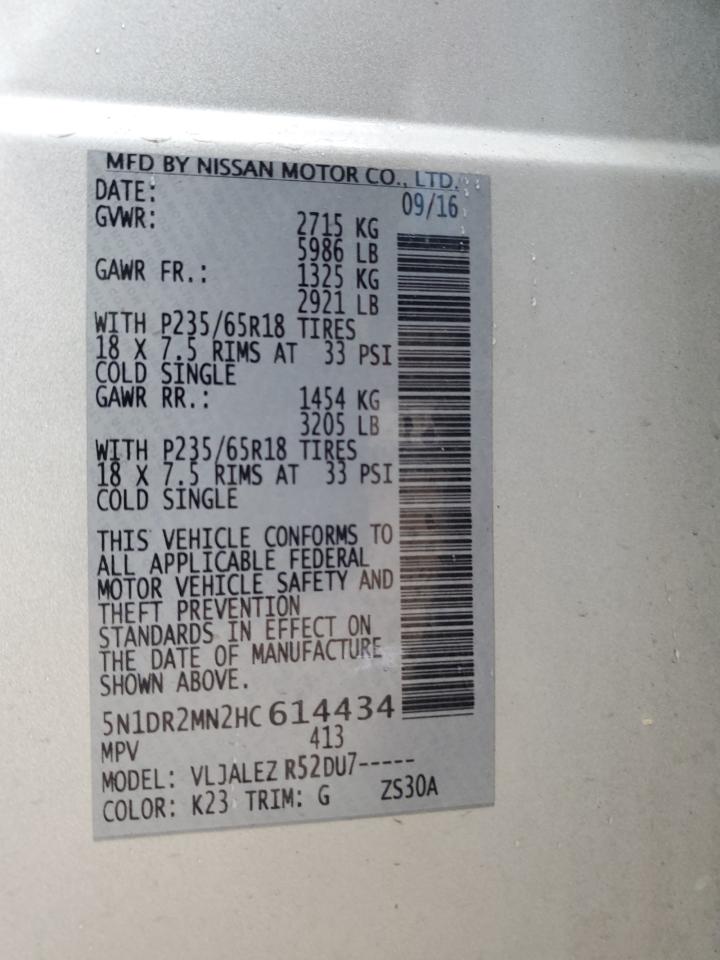 MFD BY NISSAN MOTOR CO., LTD.
DATE: 09/16
GVWR: 2715 KG
5986 LB
GAWR FR.: 1325 KG
2921 LB
WITH P235/65R18 TIRES
18 X 7.5 RIMS AT 33 PSI
COLD SINGLE
GAWR RR.: 1454 KG
3205 LB
WITH P235/65R18 TIRES
18 X 7.5 RIMS AT 33 PSI
COLD SINGLE
THIS VEHICLE CONFORMS TO
ALL APPLICABLE FEDERAL
MOTOR VEHICLE SAFETY AND
THEFT PREVENTION
STANDARDS IN EFFECT ON
THE DATE OF MANUFACTURE
SHOWN ABOVE.
5N1DR2MN2HC 614434
MPV 413
MODEL: VLJALEZ R52DU7-----
COLOR: K23 TRIM: G ZS30A